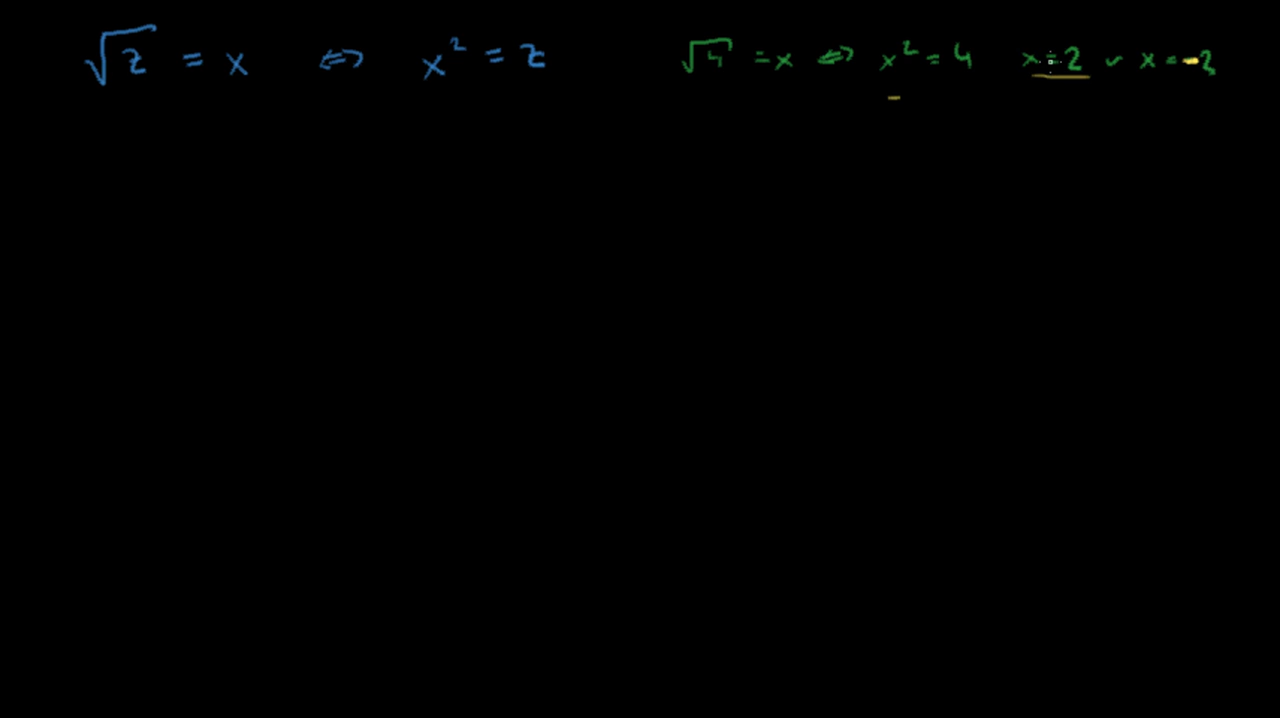 √z = x ⇔ x² = z √4 = x ⇔ x² = 4 x = 2 ∨ x = -2